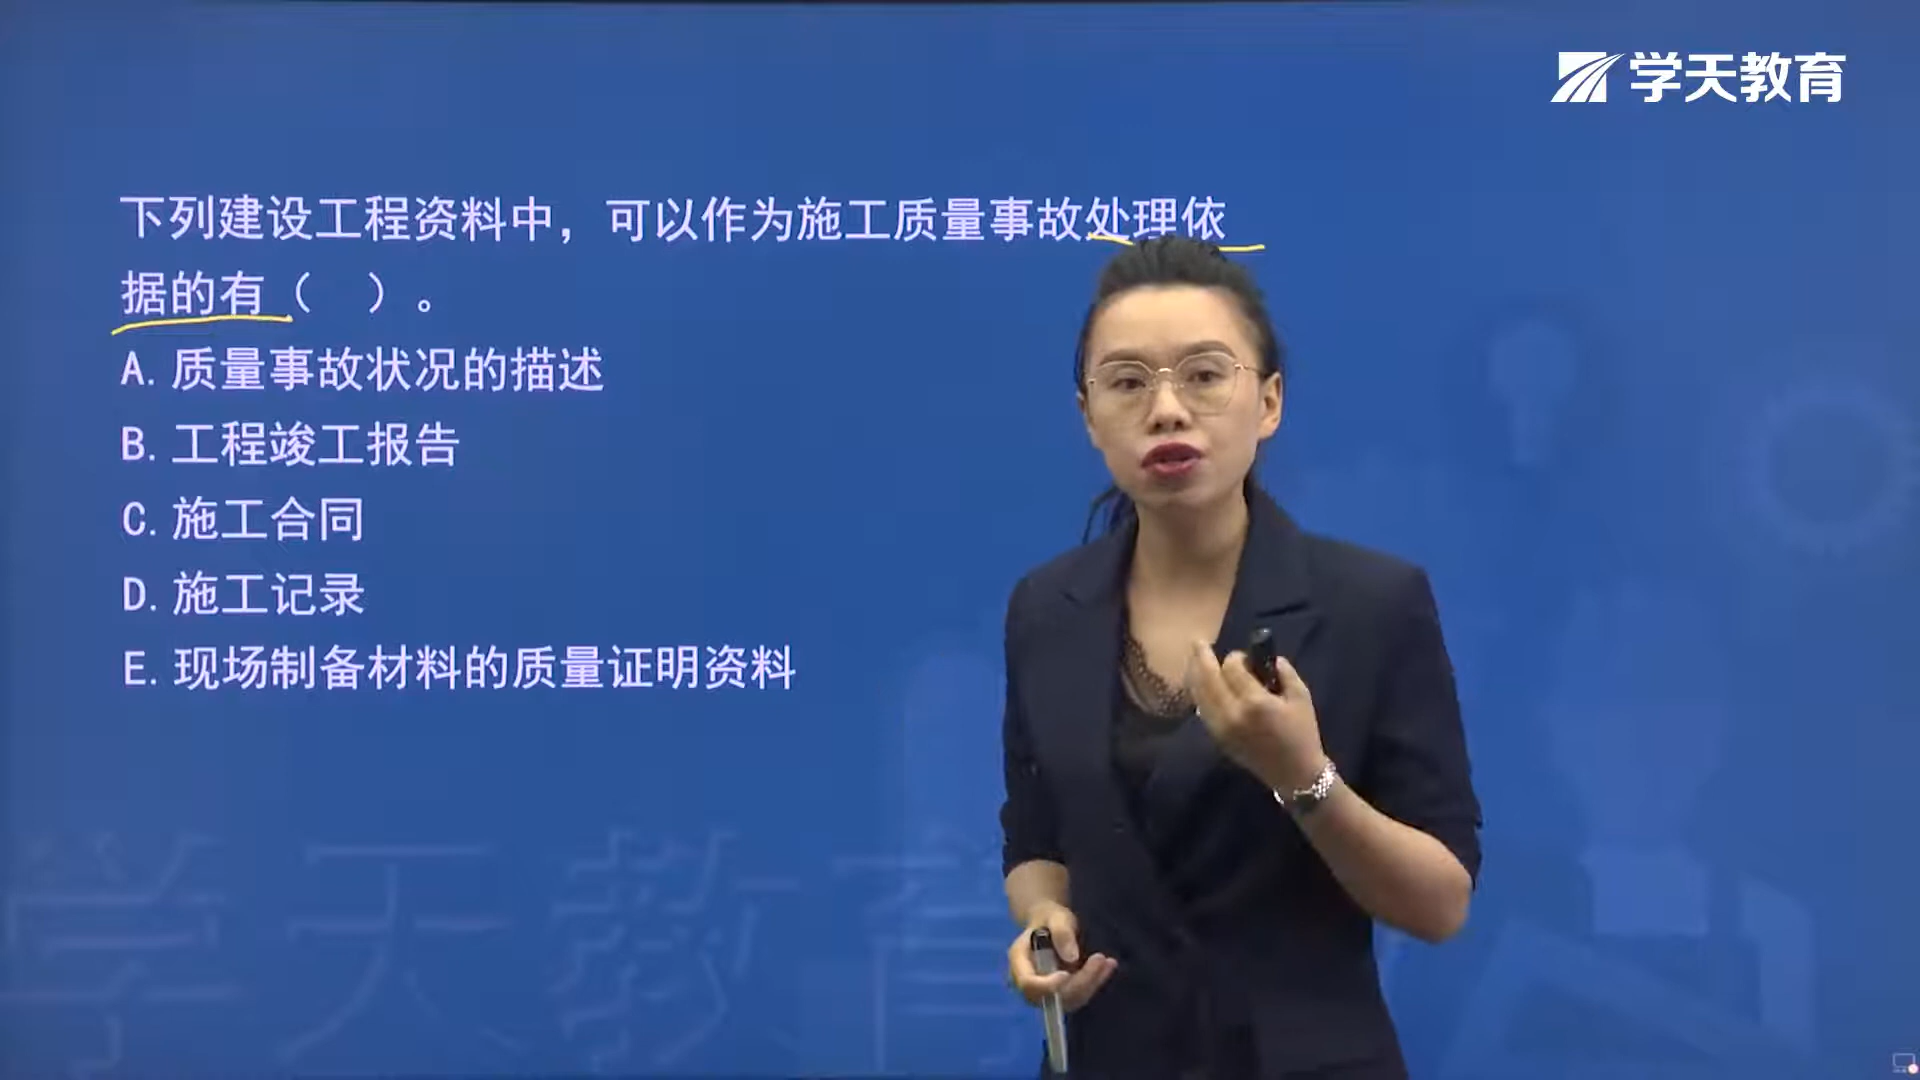 学天教育
下列建设工程资料中，可以作为施工质量事故处理依
据的有（　）。
A. 质量事故状况的描述
B. 工程竣工报告
C. 施工合同
D. 施工记录
E. 现场制备材料的质量证明资料
学天教育